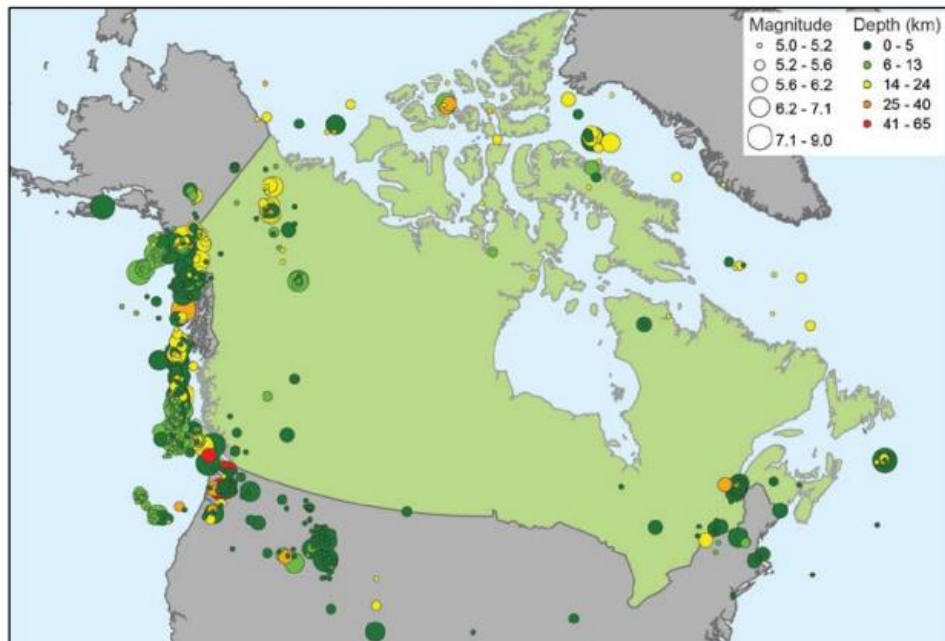 Magnitude
5.0 - 5.2
5.2 - 5.6
5.6 - 6.2
6.2 - 7.1
7.1 - 9.0
Depth (km)
0 - 5
6 - 13
14 - 24
25 - 40
41 - 65